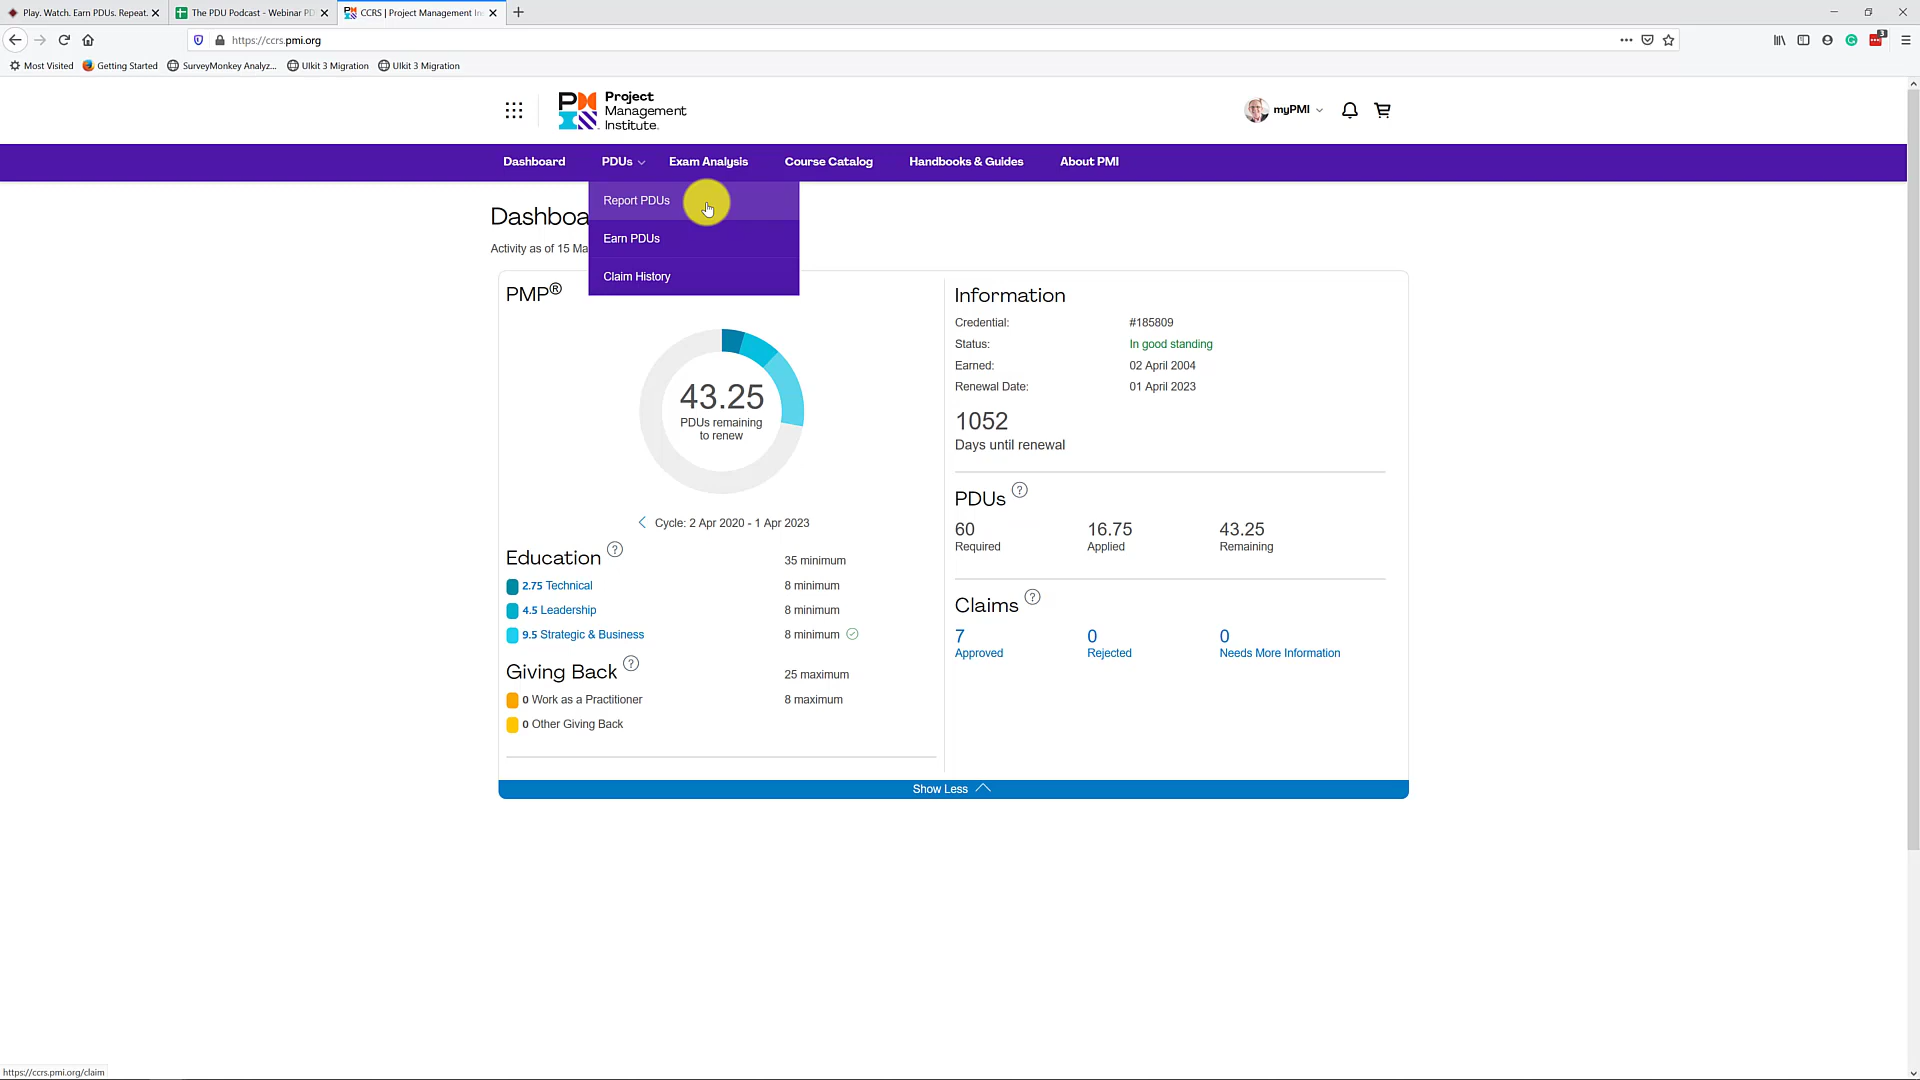 Play. Watch. Earn PDUs. Repeat.
The PDU Podcast - Webinar PD
CCRS | Project Management In
https://ccrs.pmi.org
3
Most Visited
Getting Started
SurveyMonkey Analyz...
UIkit 3 Migration
UIkit 3 Migration
Project
Management
Institute.
myPMI
Dashboard
PDUs
Exam Analysis
Course Catalog
Handbooks & Guides
About PMI
Report PDUs
Earn PDUs
Claim History
Dashboa
Activity as of 15 Ma
PMP®
43.25
PDUs remaining
to renew
Cycle: 2 Apr 2020 - 1 Apr 2023
Education ?
35 minimum
2.75 Technical
8 minimum
4.5 Leadership
8 minimum
9.5 Strategic & Business
8 minimum
Giving Back ?
25 maximum
0 Work as a Practitioner
8 maximum
0 Other Giving Back
Information
Credential: #185809
Status: In good standing
Earned: 02 April 2004
Renewal Date: 01 April 2023
1052
Days until renewal
PDUs ?
60 16.75 43.25
Required Applied Remaining
Claims ?
7 0 0
Approved Rejected Needs More Information
Show Less
https://ccrs.pmi.org/claim